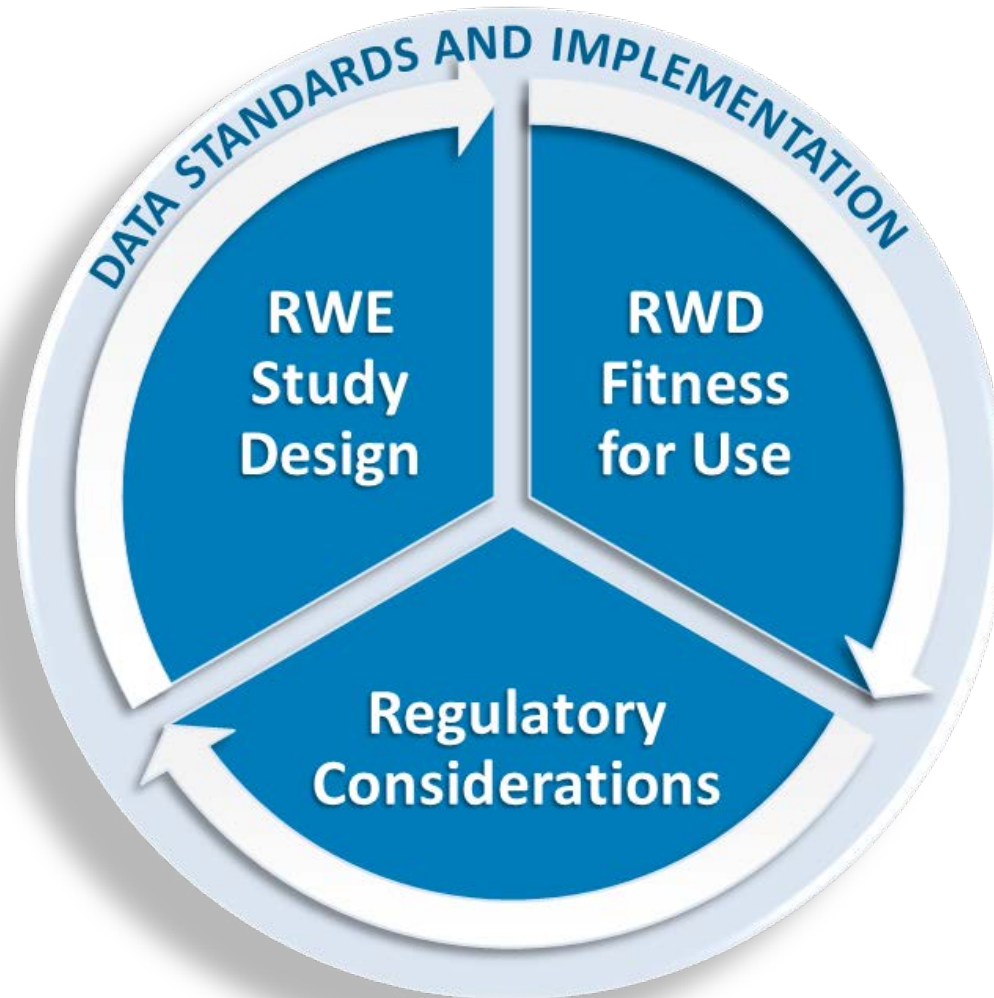 DATA STANDARDS AND IMPLEMENTATION
RWE
Study
Design
RWD
Fitness
for Use
Regulatory
Considerations